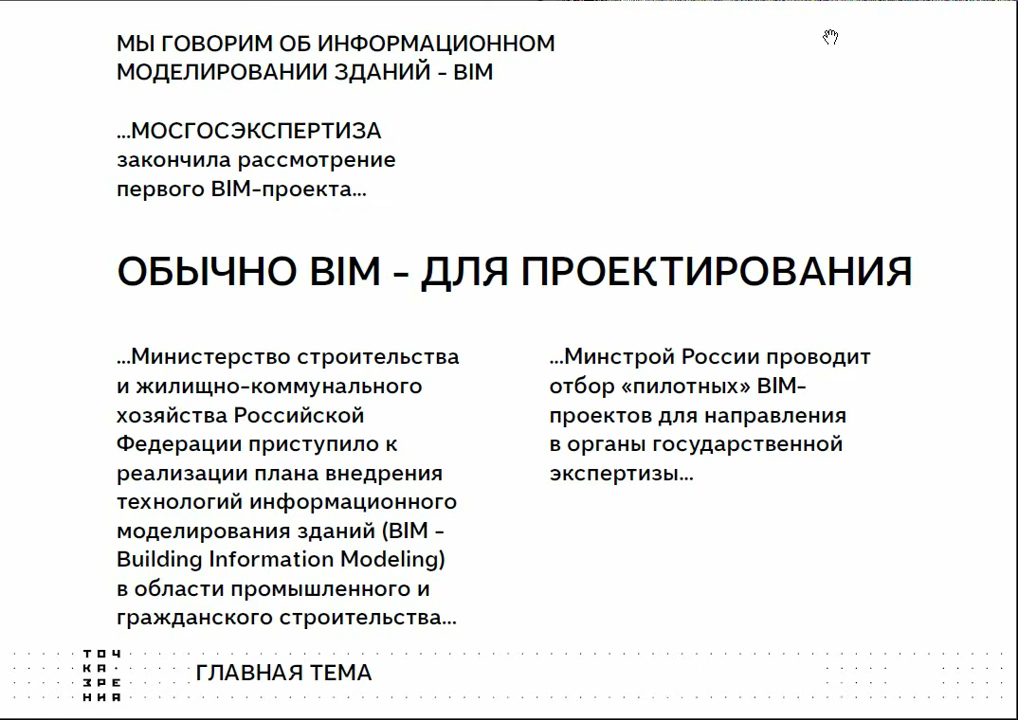 МЫ ГОВОРИМ ОБ ИНФОРМАЦИОННОМ
МОДЕЛИРОВАНИИ ЗДАНИЙ - BIM
...МОСГОСЭКСПЕРТИЗА
закончила рассмотрение
первого BIM-проекта...
ОБЫЧНО BIM - ДЛЯ ПРОЕКТИРОВАНИЯ
...Министерство строительства
и жилищно-коммунального
хозяйства Российской
Федерации приступило к
реализации плана внедрения
технологий информационного
моделирования зданий (BIM -
Building Information Modeling)
в области промышленного и
гражданского строительства...
...Минстрой России проводит
отбор «пилотных» BIM-
проектов для направления
в органы государственной
экспертизы...
ТОЧ
КА
ЗРЕ
НИЯ
ГЛАВНАЯ ТЕМА